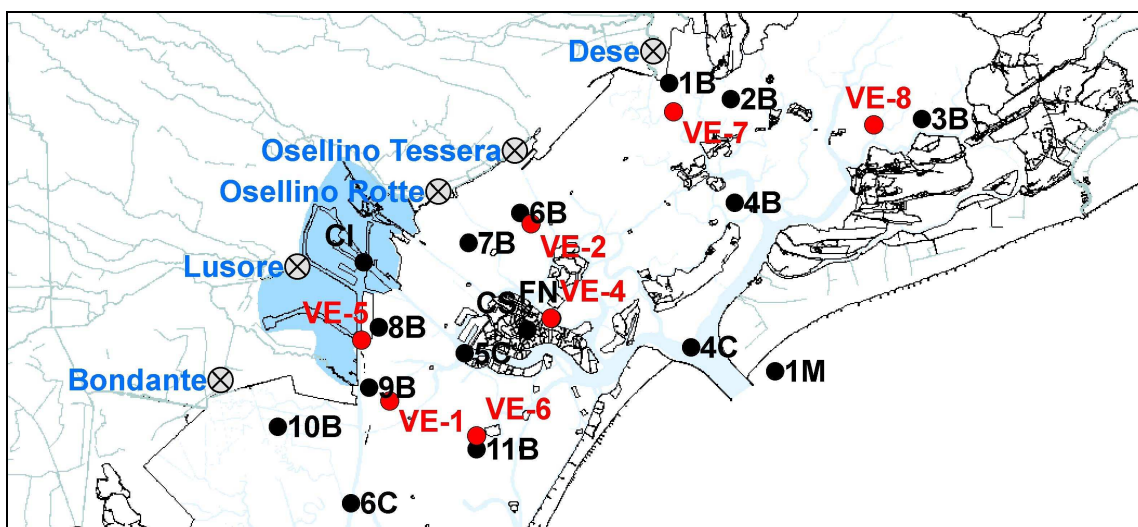 Dese
1B
2B
VE-8
3B
VE-7
Osellino Tessera
Osellino Rotte
6B
4B
CI
7B
VE-2
Lusore
FN
VE-4
CS
VE-5
8B
5C
4C
1M
Bondante
9B
VE-1
VE-6
10B
11B
6C